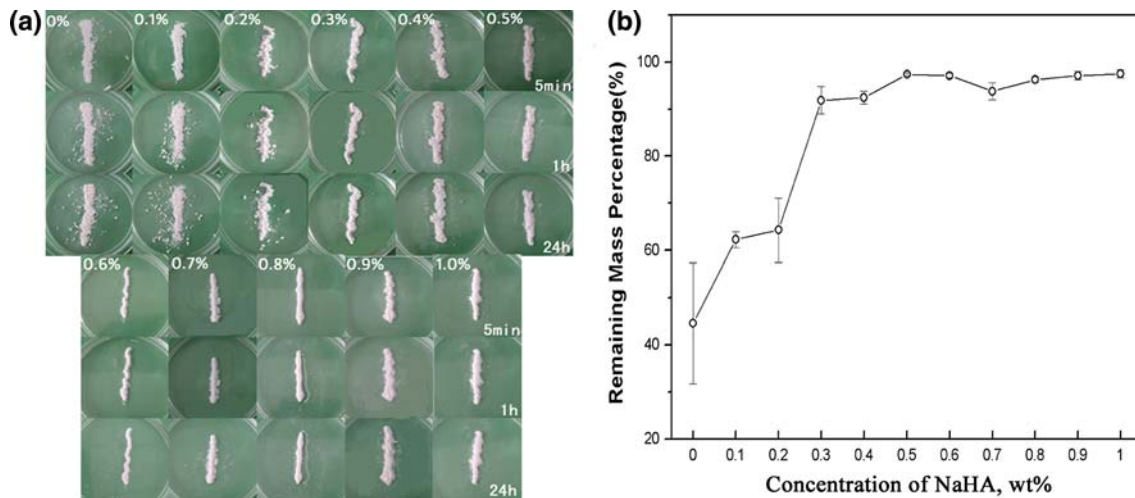 (a)
0% 0.1% 0.2% 0.3% 0.4% 0.5%
5min
1h
24h
0.6% 0.7% 0.8% 0.9% 1.0%
5min
1h
24h
(b)
Remaining Mass Percentage(%)
100
80
60
40
20
0 0.1 0.2 0.3 0.4 0.5 0.6 0.7 0.8 0.9 1
Concentration of NaHA, wt%